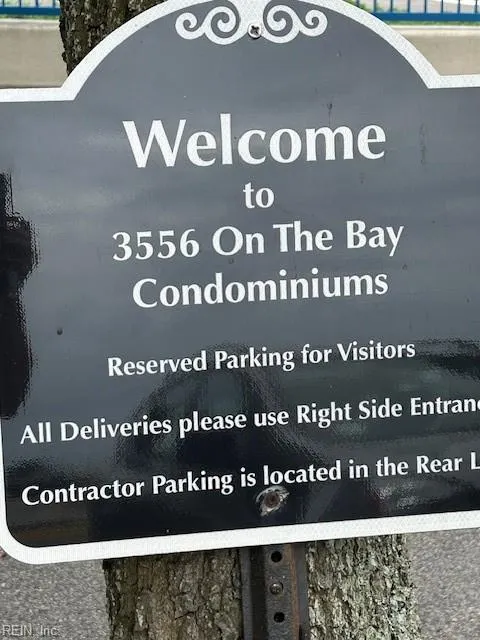 Welcome
to
3556 On The Bay
Condominiums
Reserved Parking for Visitors
All Deliveries please use Right Side Entran
Contractor Parking is located in the Rear L
REIN, Inc.